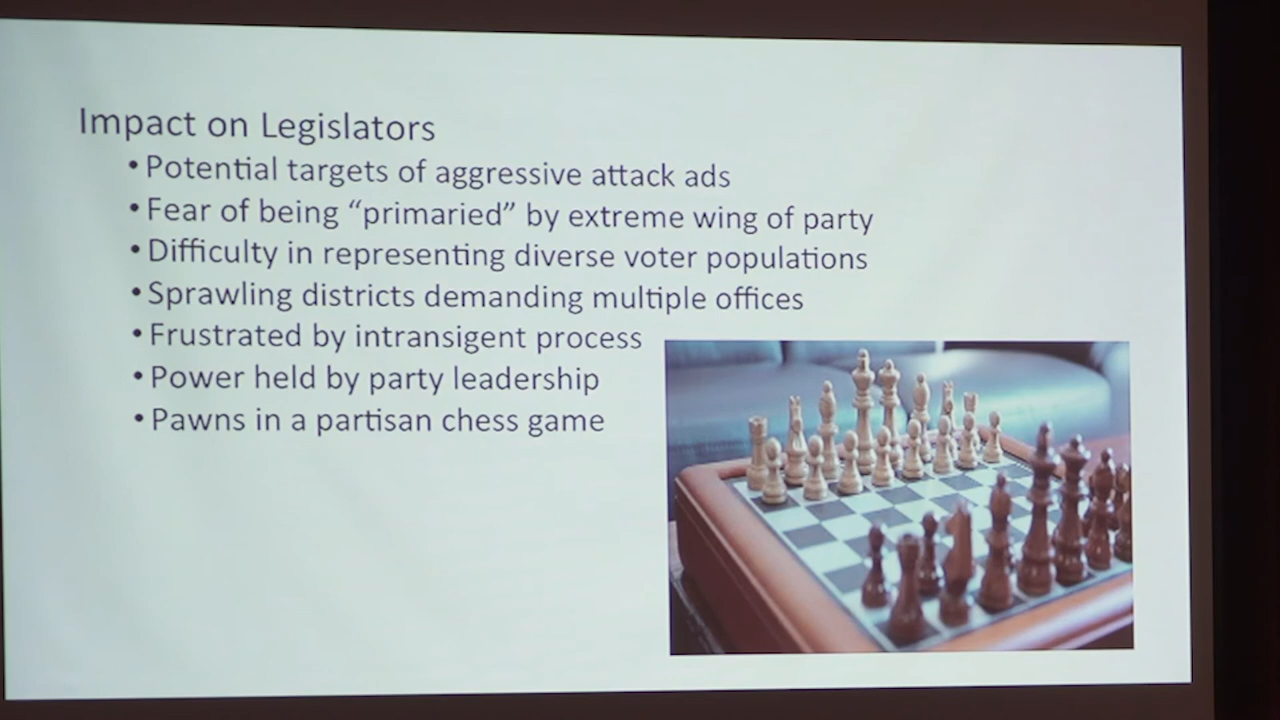 Impact on Legislators
• Potential targets of aggressive attack ads
• Fear of being “primaried” by extreme wing of party
• Difficulty in representing diverse voter populations
• Sprawling districts demanding multiple offices
• Frustrated by intransigent process
• Power held by party leadership
• Pawns in a partisan chess game